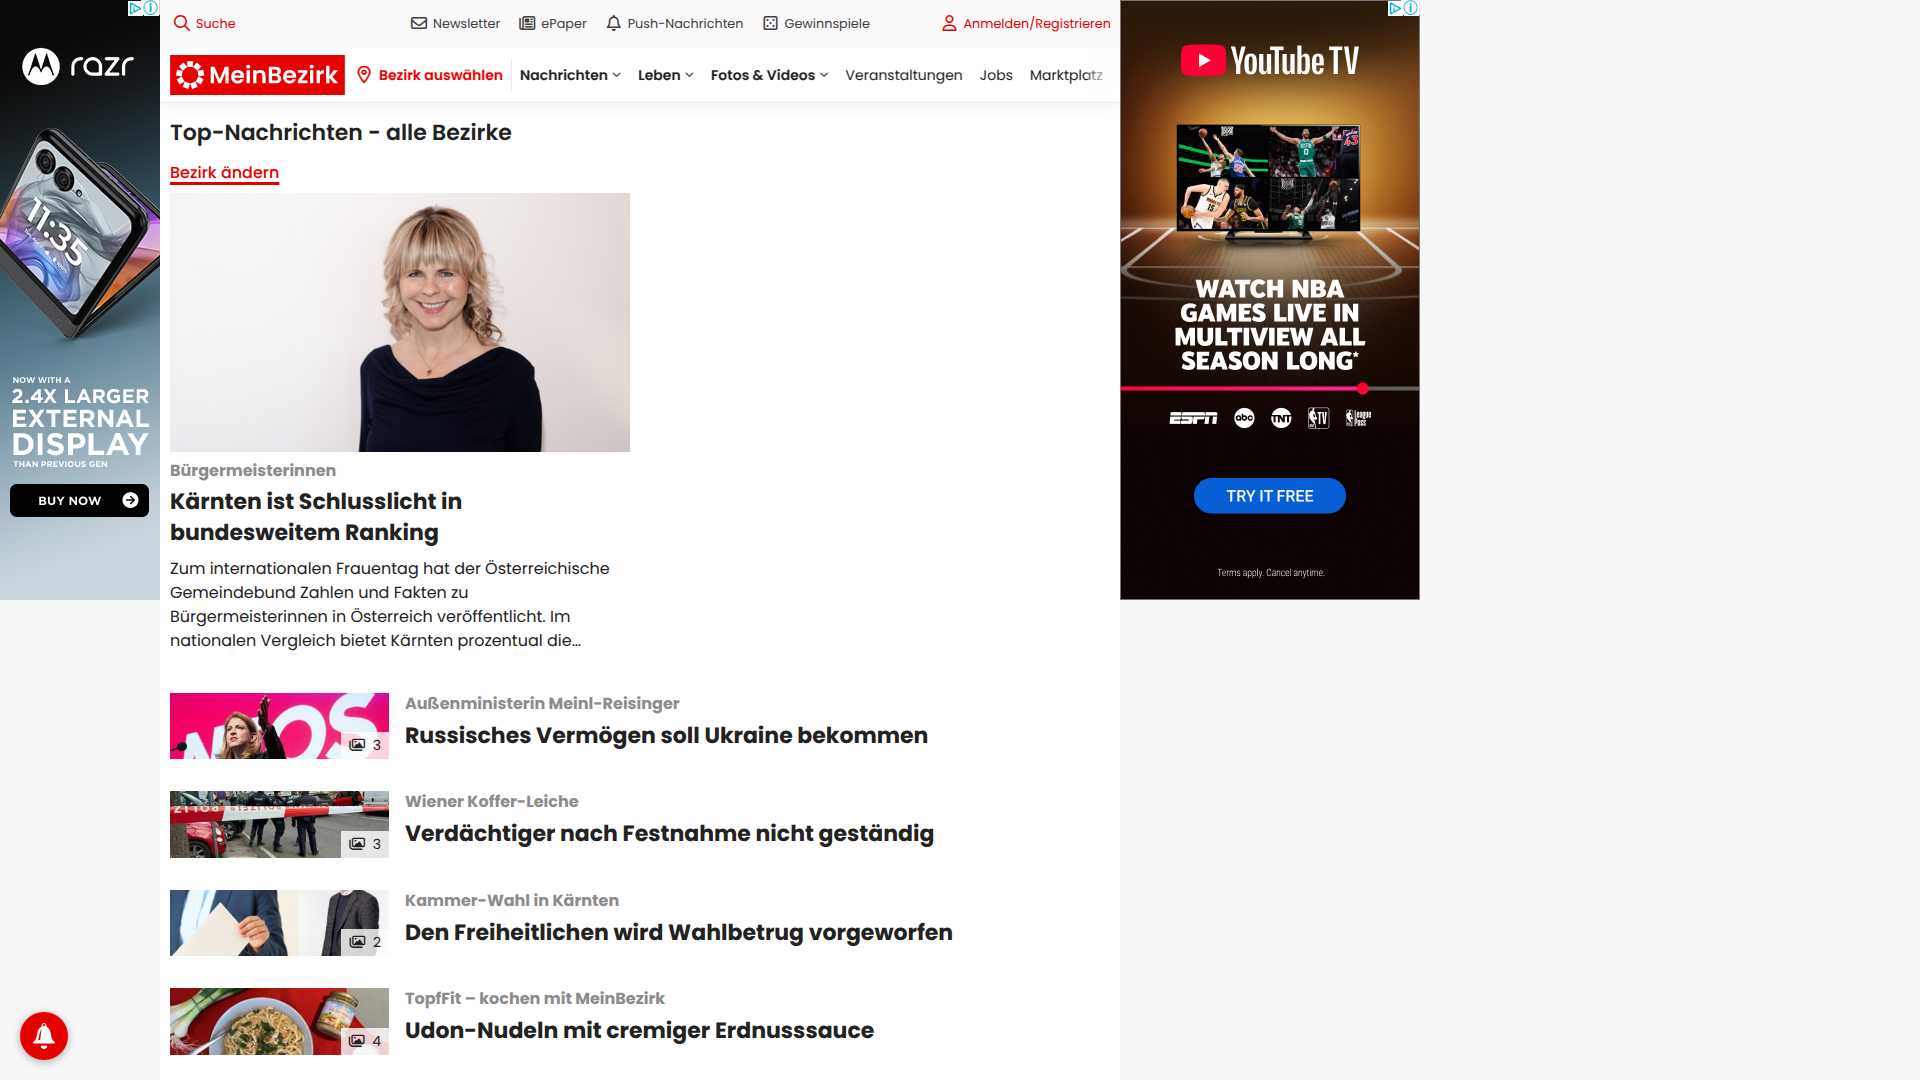 razr
11:35
NOW WITH A
2.4X LARGER
EXTERNAL
DISPLAY
THAN PREVIOUS GEN
BUY NOW
Suche
Newsletter
ePaper
Push-Nachrichten
Gewinnspiele
Anmelden/Registrieren
MeinBezirk
Bezirk auswählen
Nachrichten
Leben
Fotos & Videos
Veranstaltungen
Jobs
Marktplatz
Top-Nachrichten - alle Bezirke
Bezirk ändern
Bürgermeisterinnen
Kärnten ist Schlusslicht in
bundesweitem Ranking
Zum internationalen Frauentag hat der Österreichische
Gemeindebund Zahlen und Fakten zu
Bürgermeisterinnen in Österreich veröffentlicht. Im
nationalen Vergleich bietet Kärnten prozentual die...
3
Außenministerin Meinl-Reisinger
Russisches Vermögen soll Ukraine bekommen
3
Wiener Koffer-Leiche
Verdächtiger nach Festnahme nicht geständig
2
Kammer-Wahl in Kärnten
Den Freiheitlichen wird Wahlbetrug vorgeworfen
4
TopfFit – kochen mit MeinBezirk
Udon-Nudeln mit cremiger Erdnusssauce
YouTube TV
WATCH NBA
GAMES LIVE IN
MULTIVIEW ALL
SEASON LONG*
ESPN
abc
TNT
TV
League
Pass
TRY IT FREE
Terms apply. Cancel anytime.